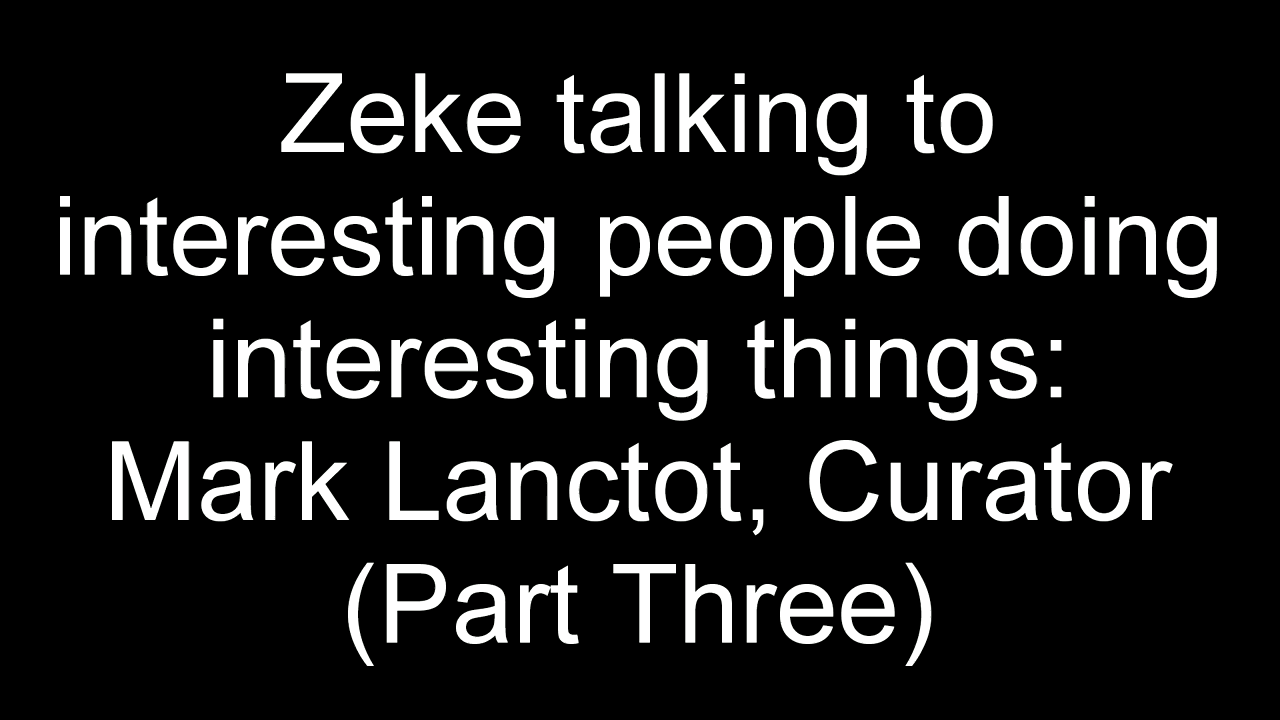 Zeke talking to
interesting people doing
interesting things:
Mark Lanctot, Curator
(Part Three)